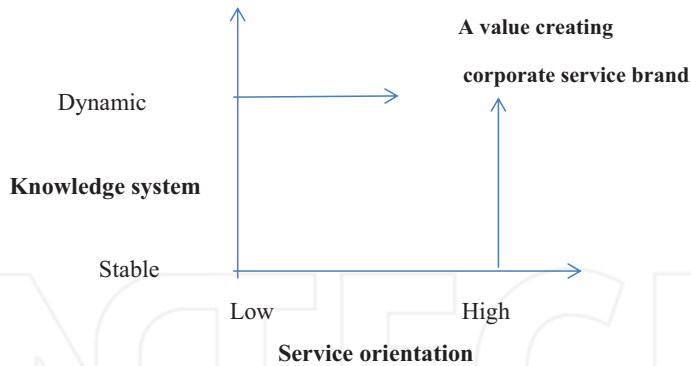 A value creating
corporate service brand
Dynamic
Knowledge system
Stable
Low High
Service orientation